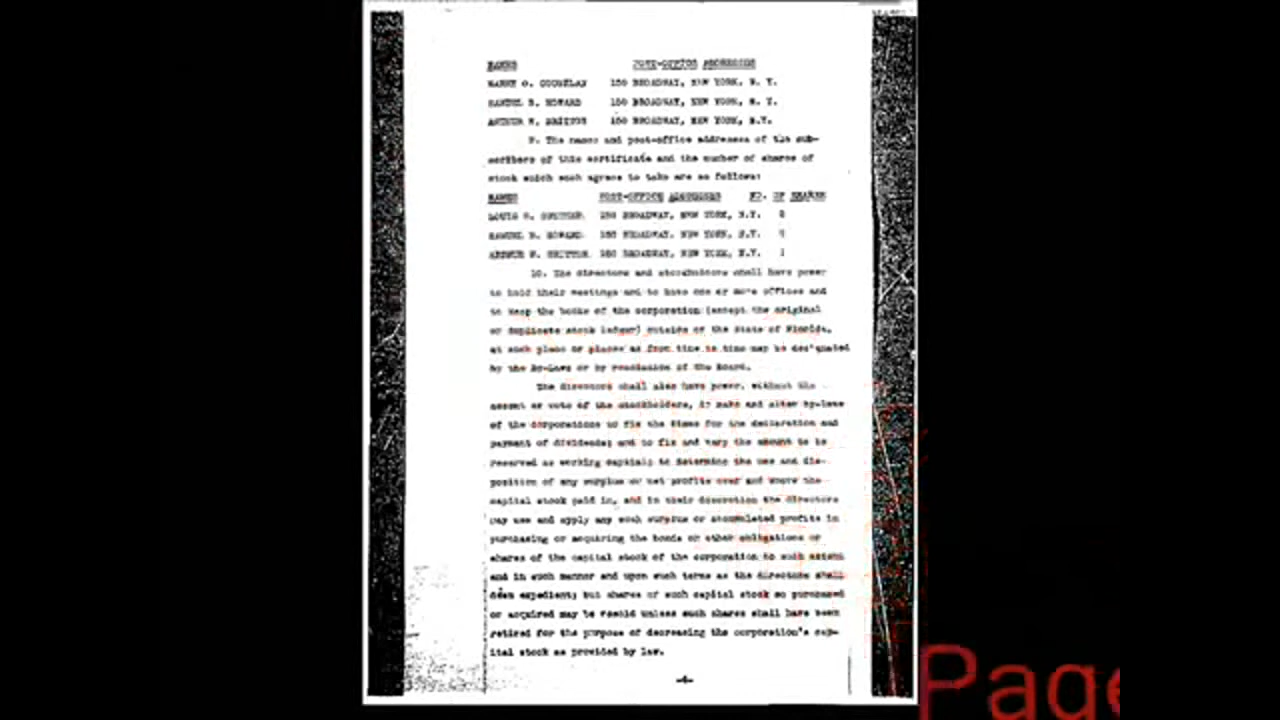 NAMES POST-OFFICE ADDRESSES
HARRY O. COUGHLAN 150 BROADWAY, NEW YORK, N. Y.
SAMUEL B. HOWARD 150 BROADWAY, NEW YORK, N. Y.
ARTHUR W. BRITTON 150 BROADWAY, NEW YORK, N.Y.
9. The names and post-office addresses of the sub-
scribers of this certificate and the number of shares of
stock which each agrees to take are as follows:
NAMES POST-OFFICE ADDRESSES NO. OF SHARES
LOUIS 150 BROADWAY, NEW YORK, N.Y.
SAMUEL B. HOWARD 150 BROADWAY, NEW YORK, N.Y.
ARTHUR W. BRITTON 150 BROADWAY, NEW YORK, N.Y. 1
10. The directors and stockholders shall have power
to hold their meetings and to have one or more offices and
to keep the books of the corporation (except the original
or duplicate stock ledger) outside of the State of Florida,
at such place or places as from time to time may be designated
by the By-Laws or by resolution of the Board.
The directors shall also have power, without the
assent or vote of the stockholders, to make and alter by-laws
of the corporation; to fix the times for the declaration and
payment of dividends; and to fix and vary the amount to be
reserved as working capital; to determine the use and dis-
position of any surplus or net profits over and above the
capital stock paid in, and in their discretion the directors
may use and apply any such surplus or accumulated profits in
purchasing or acquiring the bonds or other obligations or
shares of the capital stock of the corporation to such extent
and in such manner and upon such terms as the directors shall
deem expedient; but shares of such capital stock so purchased
or acquired may be resold unless such shares shall have been
retired for the purpose of decreasing the corporation's cap-
ital stock as provided by law.
-4-
Page